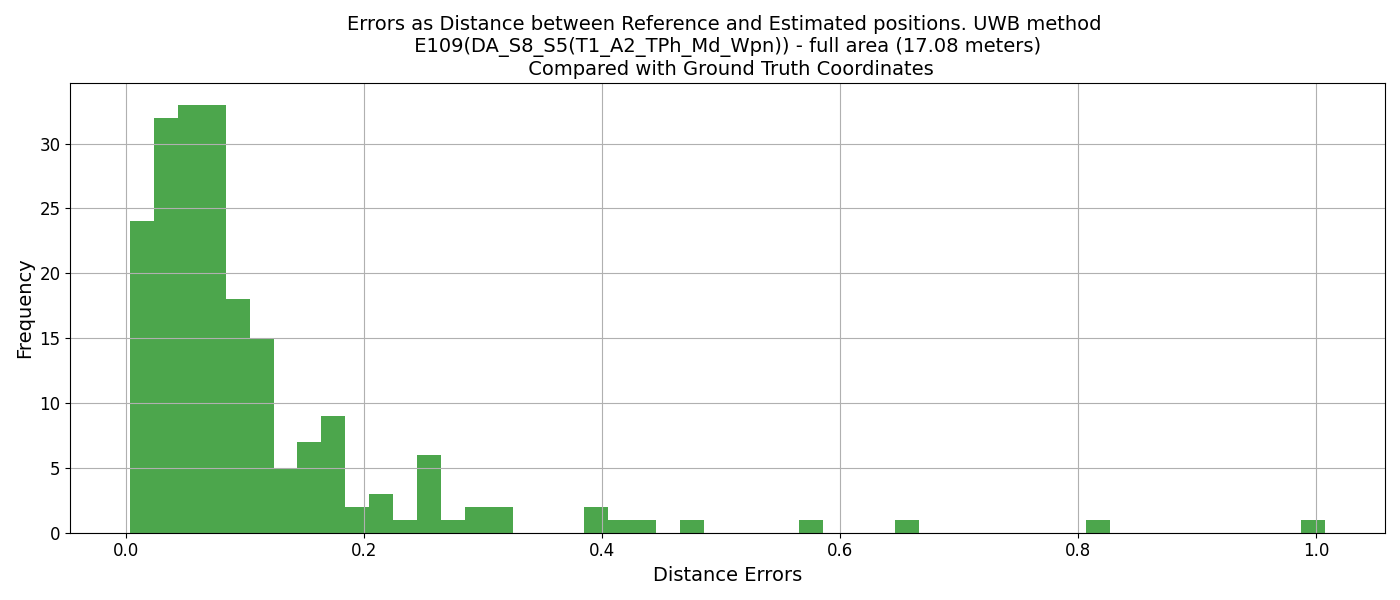 Errors as Distance between Reference and Estimated positions. UWB method
E109(DA_S8_S5(T1_A2_TPh_Md_Wpn)) - full area (17.08 meters)
Compared with Ground Truth Coordinates
Frequency
30
25
20
15
10
5
0
0.0 0.2 0.4 0.6 0.8 1.0
Distance Errors